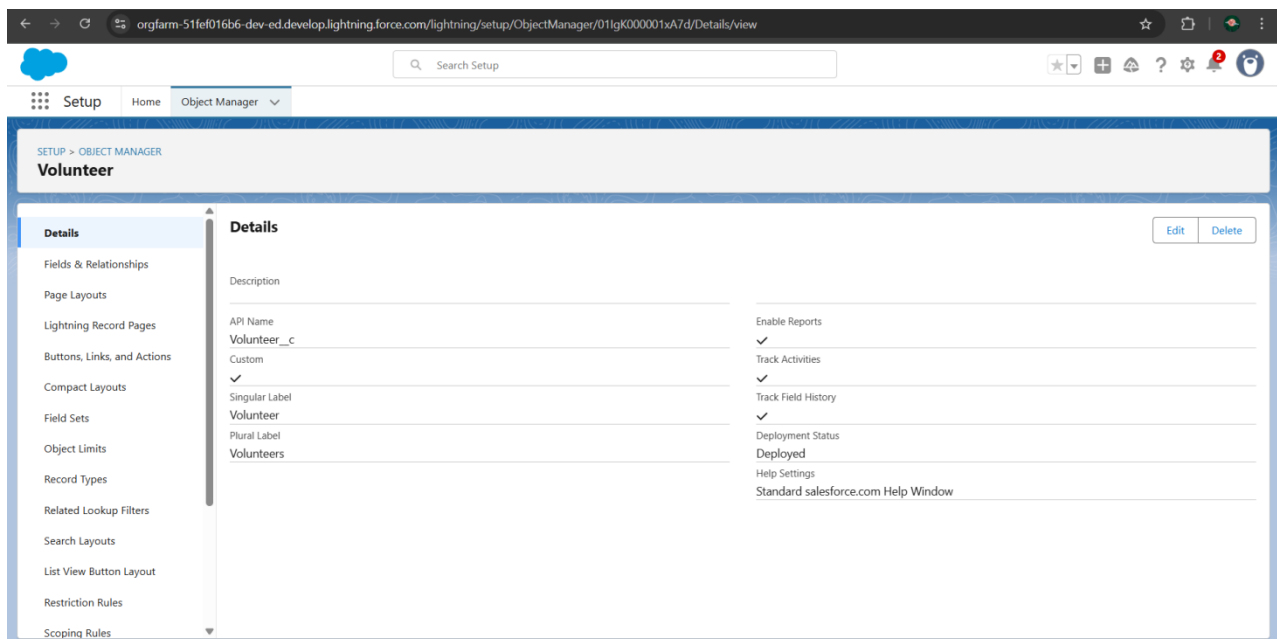 orgfarm-51fef016b6-dev-ed.develop.lightning.force.com/lightning/setup/ObjectManager/01IgK000001xA7d/Details/view
Search Setup
2
Setup Home Object Manager
SETUP > OBJECT MANAGER
Volunteer
Details
Fields & Relationships
Page Layouts
Lightning Record Pages
Buttons, Links, and Actions
Compact Layouts
Field Sets
Object Limits
Record Types
Related Lookup Filters
Search Layouts
List View Button Layout
Restriction Rules
Scoping Rules
Details
Edit Delete
Description
API Name
Volunteer__c
Custom
Singular Label
Volunteer
Plural Label
Volunteers
Enable Reports
Track Activities
Track Field History
Deployment Status
Deployed
Help Settings
Standard salesforce.com Help Window